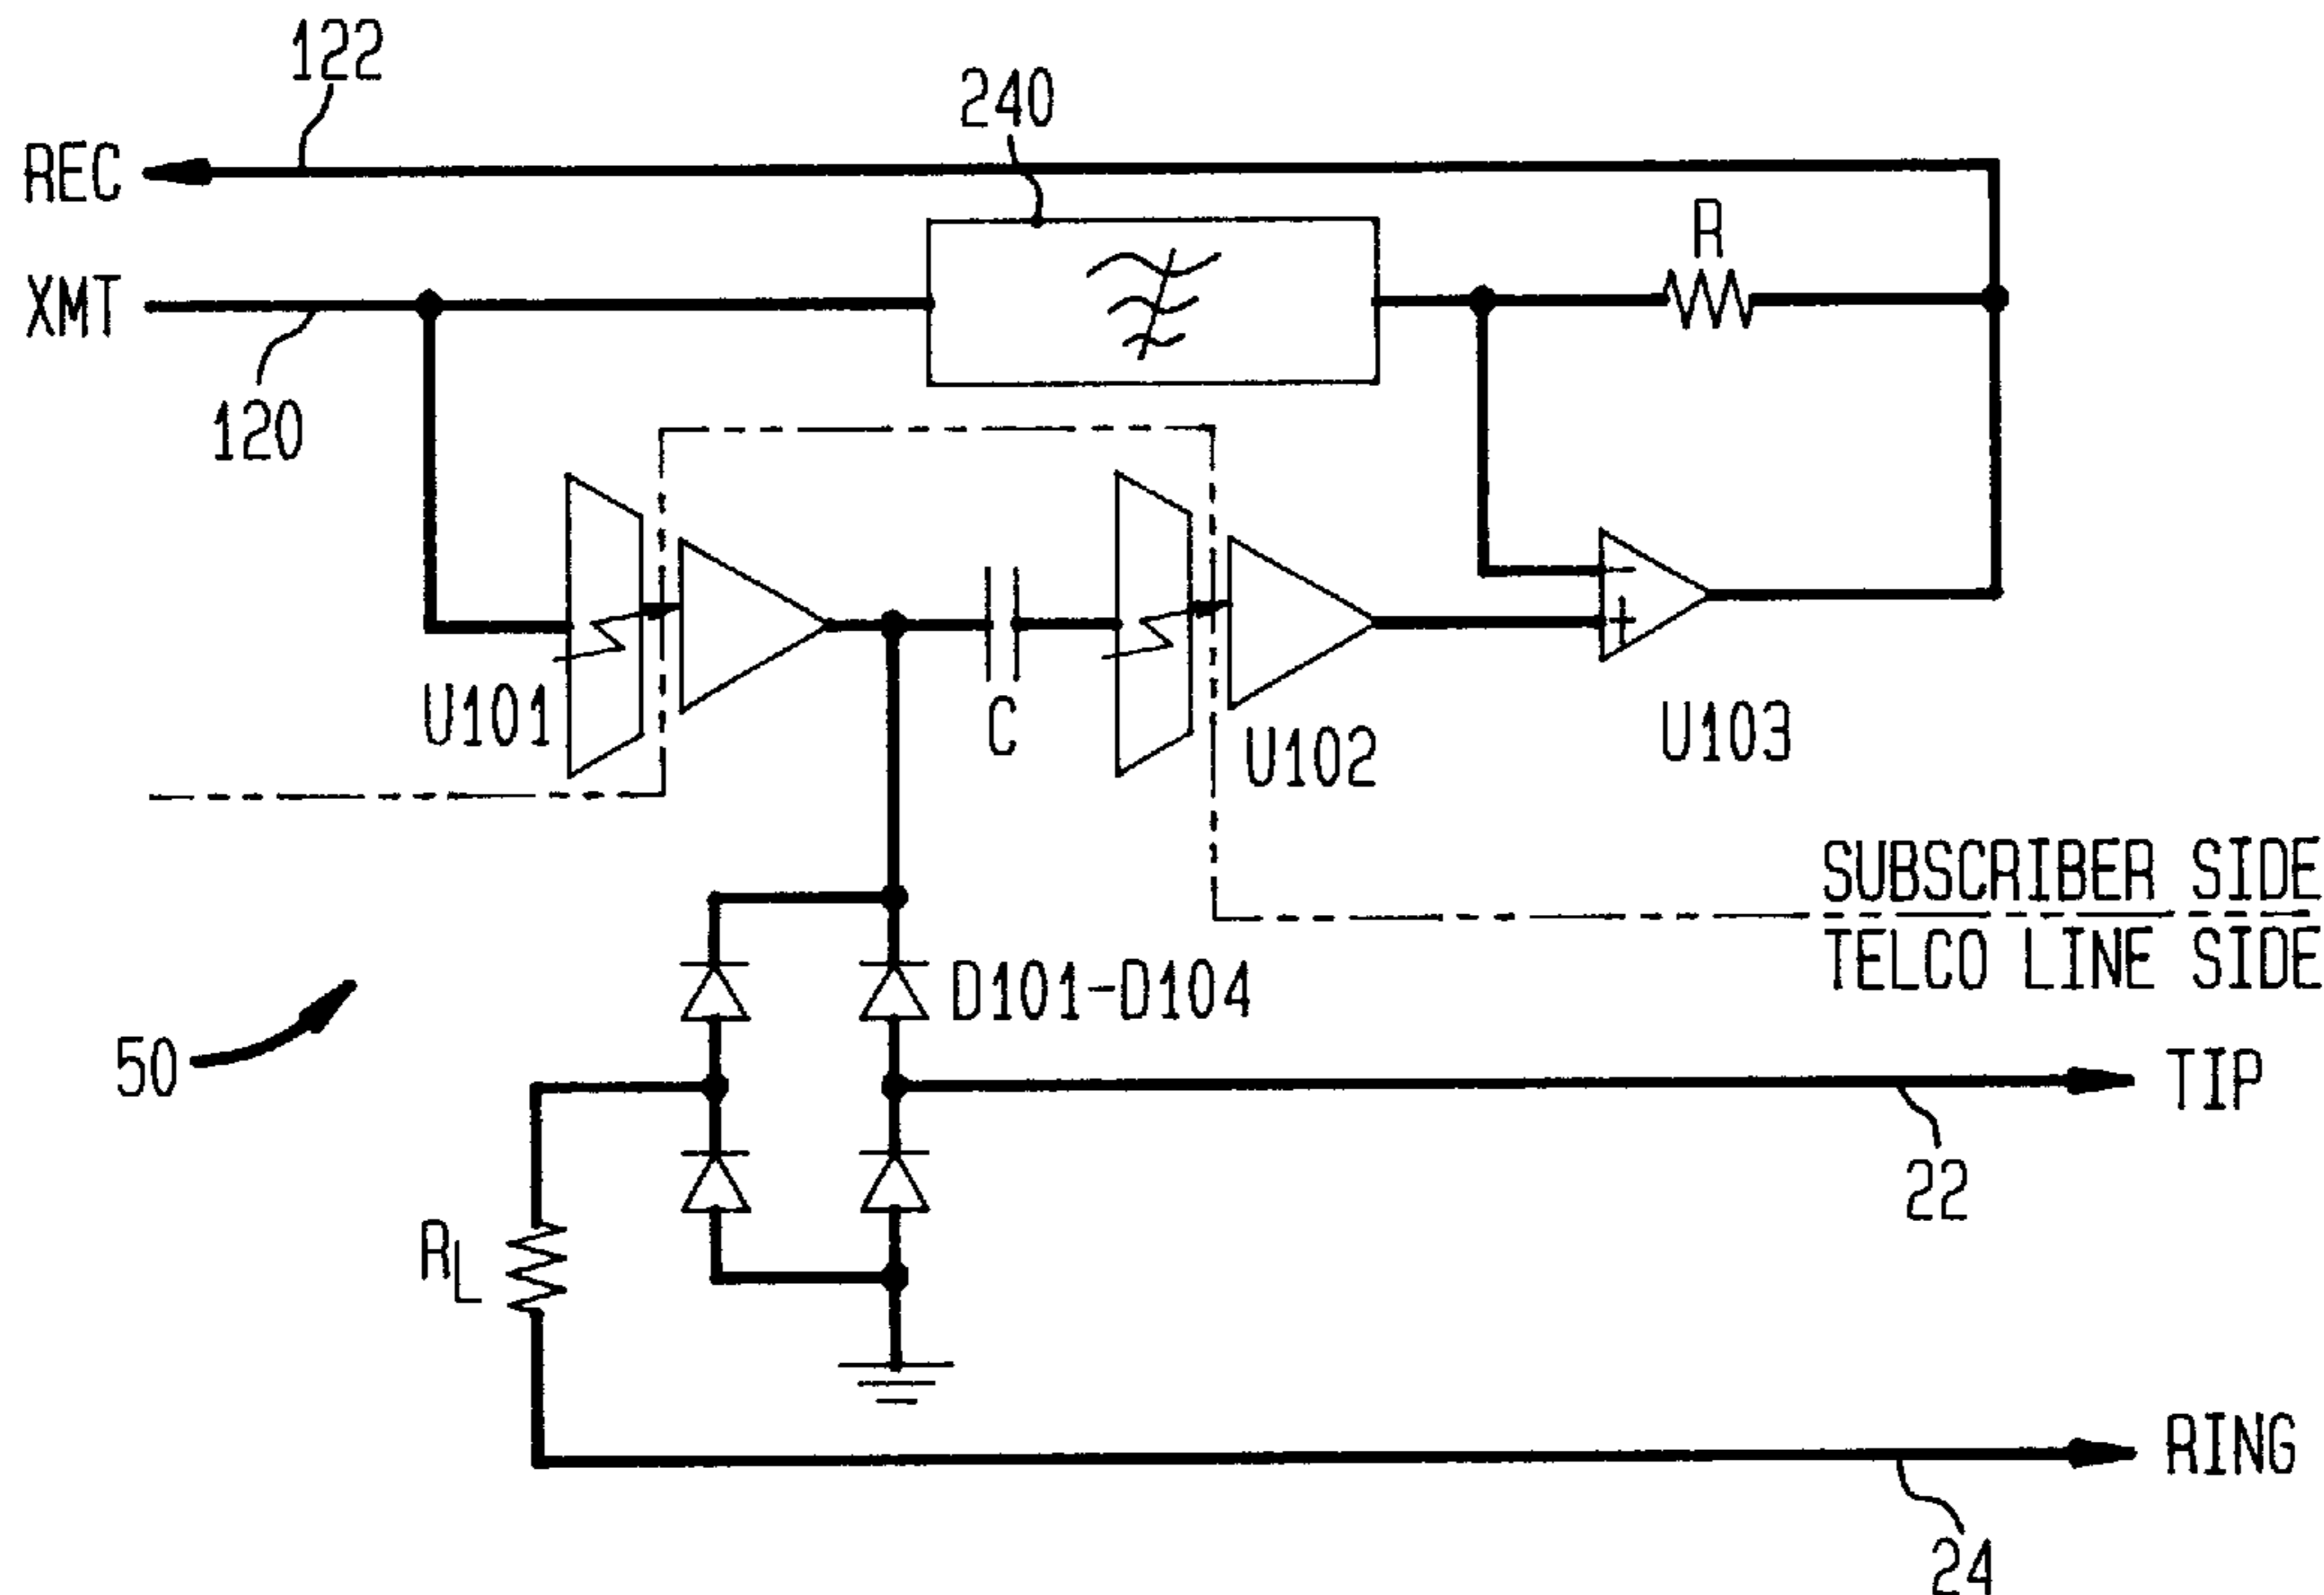 122
240
REC
R
XMT
120
- +
U101
C
U102
U103
SUBSCRIBER SIDE
TELCO LINE SIDE
D101-D104
50
TIP
22
RL
RING
24